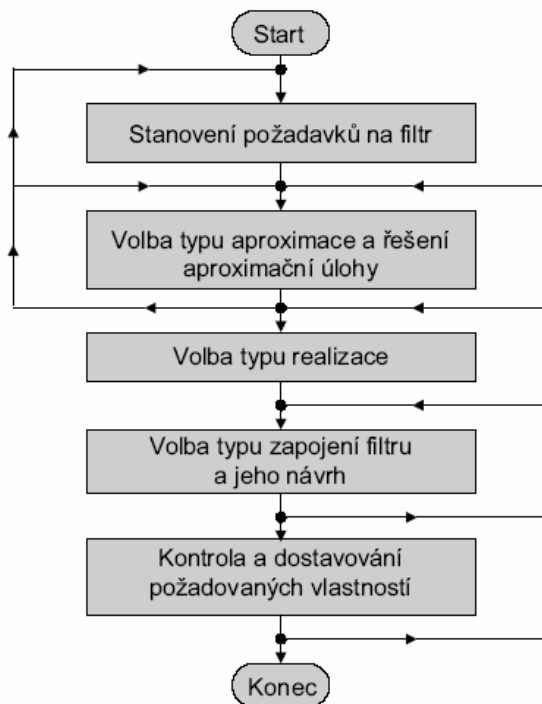 Start
Stanovení požadavků na filtr
Volba typu aproximace a řešení
aproximační úlohy
Volba typu realizace
Volba typu zapojení filtru
a jeho návrh
Kontrola a dostavování
požadovaných vlastností
Konec